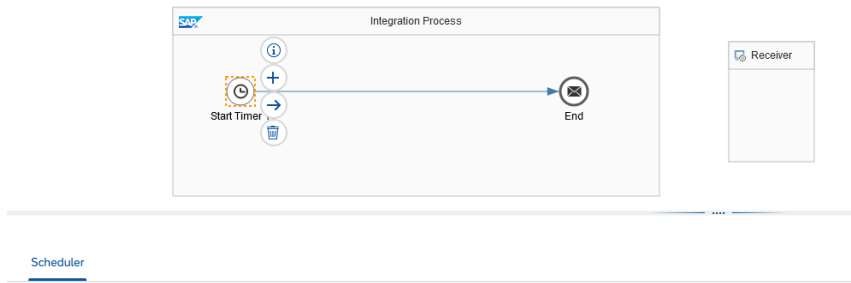 SAP
Integration Process
Receiver
Start Timer
End
Scheduler